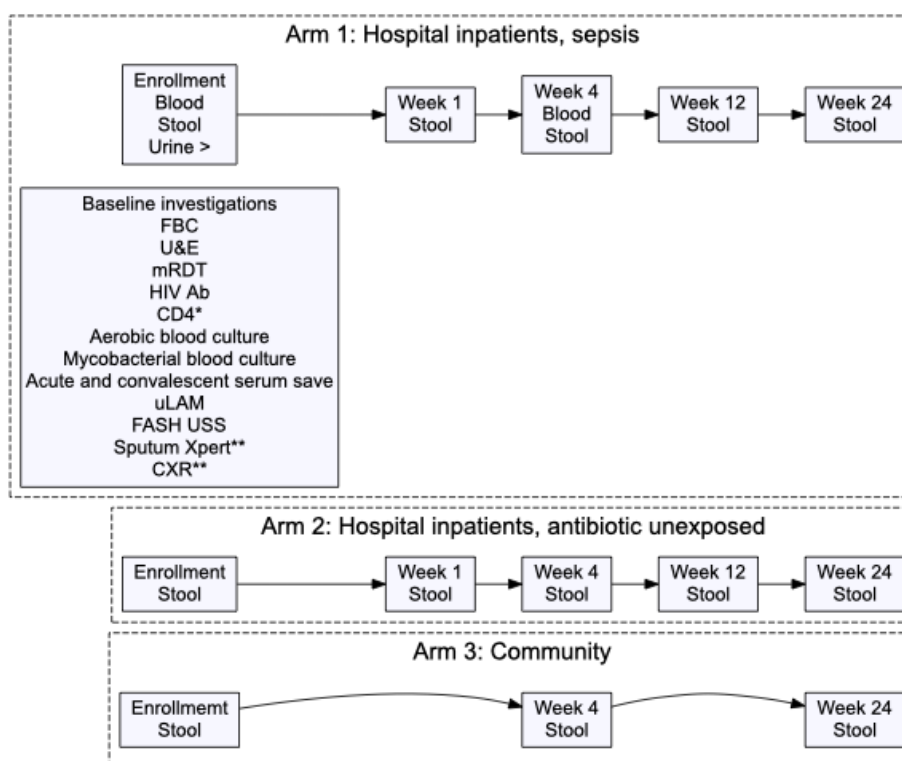 Arm 1: Hospital inpatients, sepsis
Enrollment
Blood
Stool
Urine >
Week 1
Stool
Week 4
Blood
Stool
Week 12
Stool
Week 24
Stool
Baseline investigations
FBC
U&E
mRDT
HIV Ab
CD4*
Aerobic blood culture
Mycobacterial blood culture
Acute and convalescent serum save
uLAM
FASH USS
Sputum Xpert**
CXR**
Arm 2: Hospital inpatients, antibiotic unexposed
Enrollment
Stool
Week 1
Stool
Week 4
Stool
Week 12
Stool
Week 24
Stool
Arm 3: Community
Enrollmemt
Stool
Week 4
Stool
Week 24
Stool